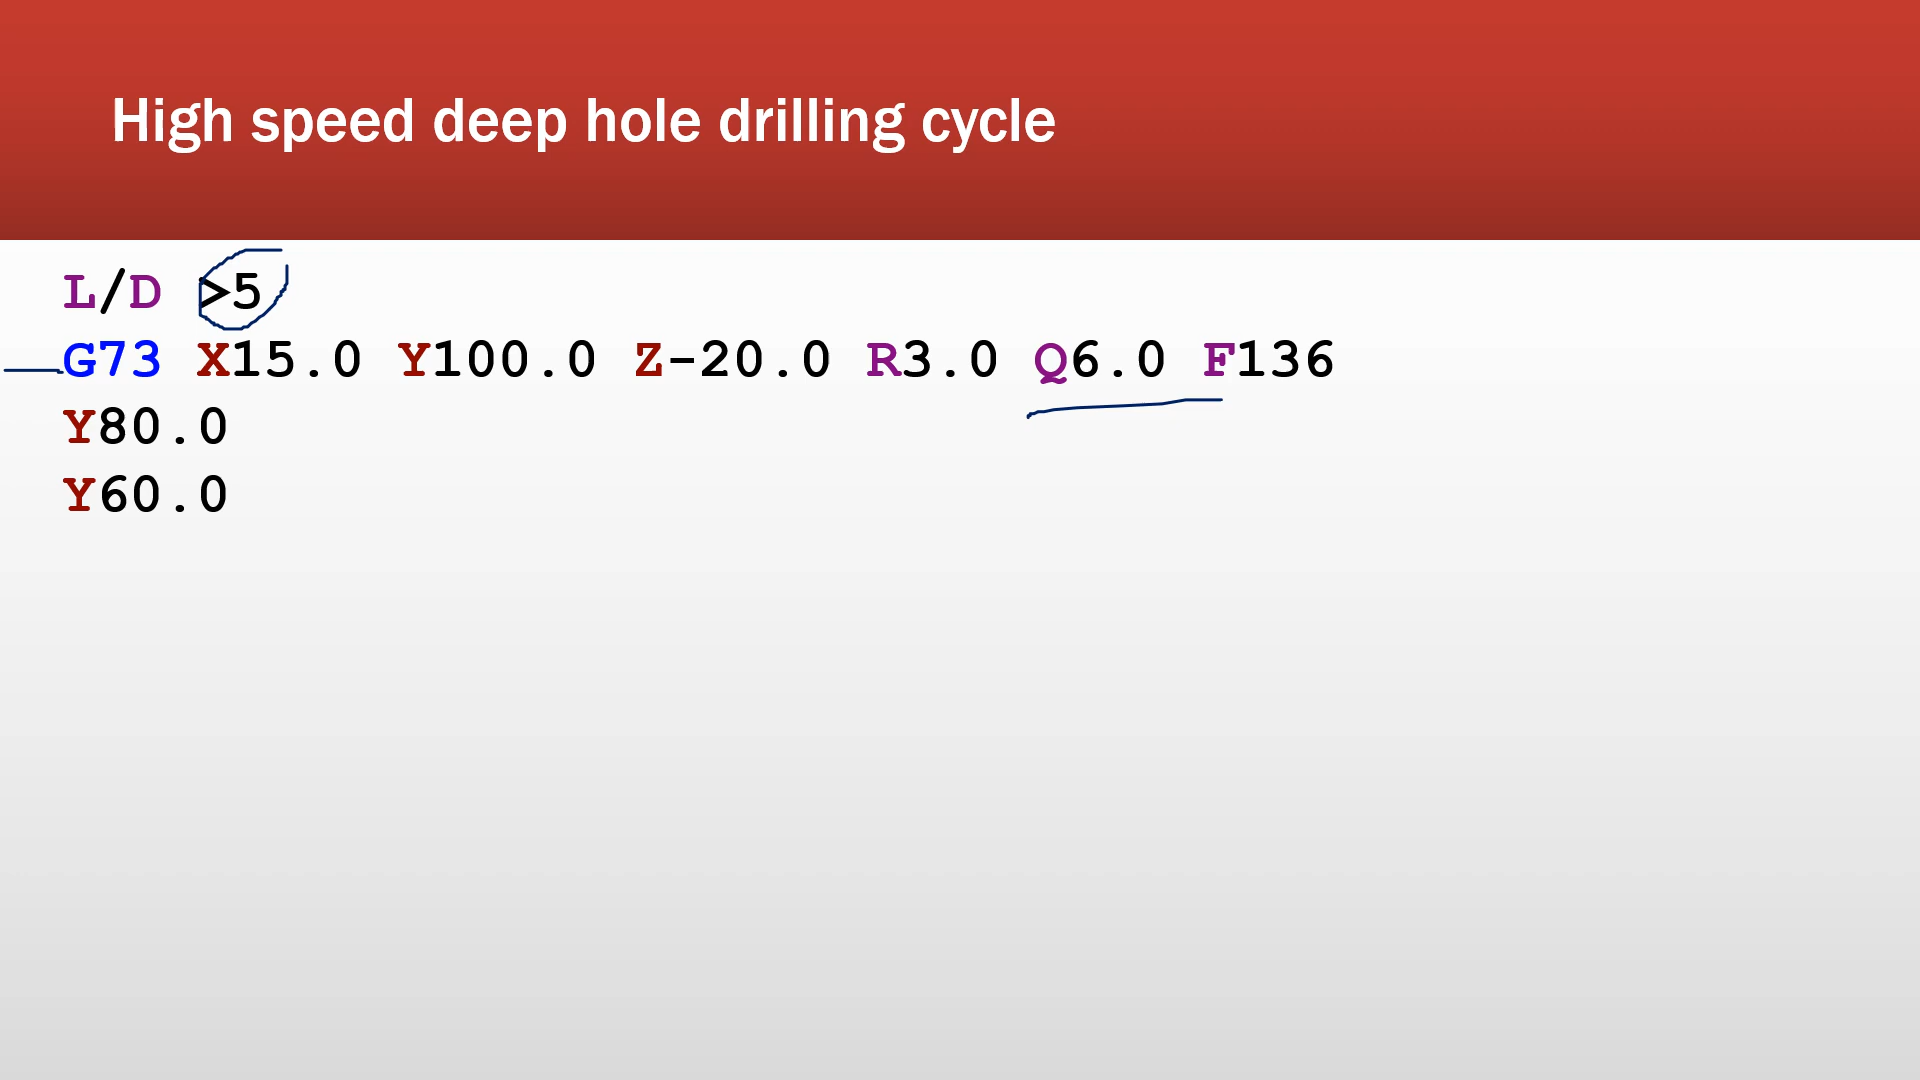 High speed deep hole drilling cycle
L/D >5
G73 X15.0 Y100.0 Z-20.0 R3.0 Q6.0 F136
Y80.0
Y60.0